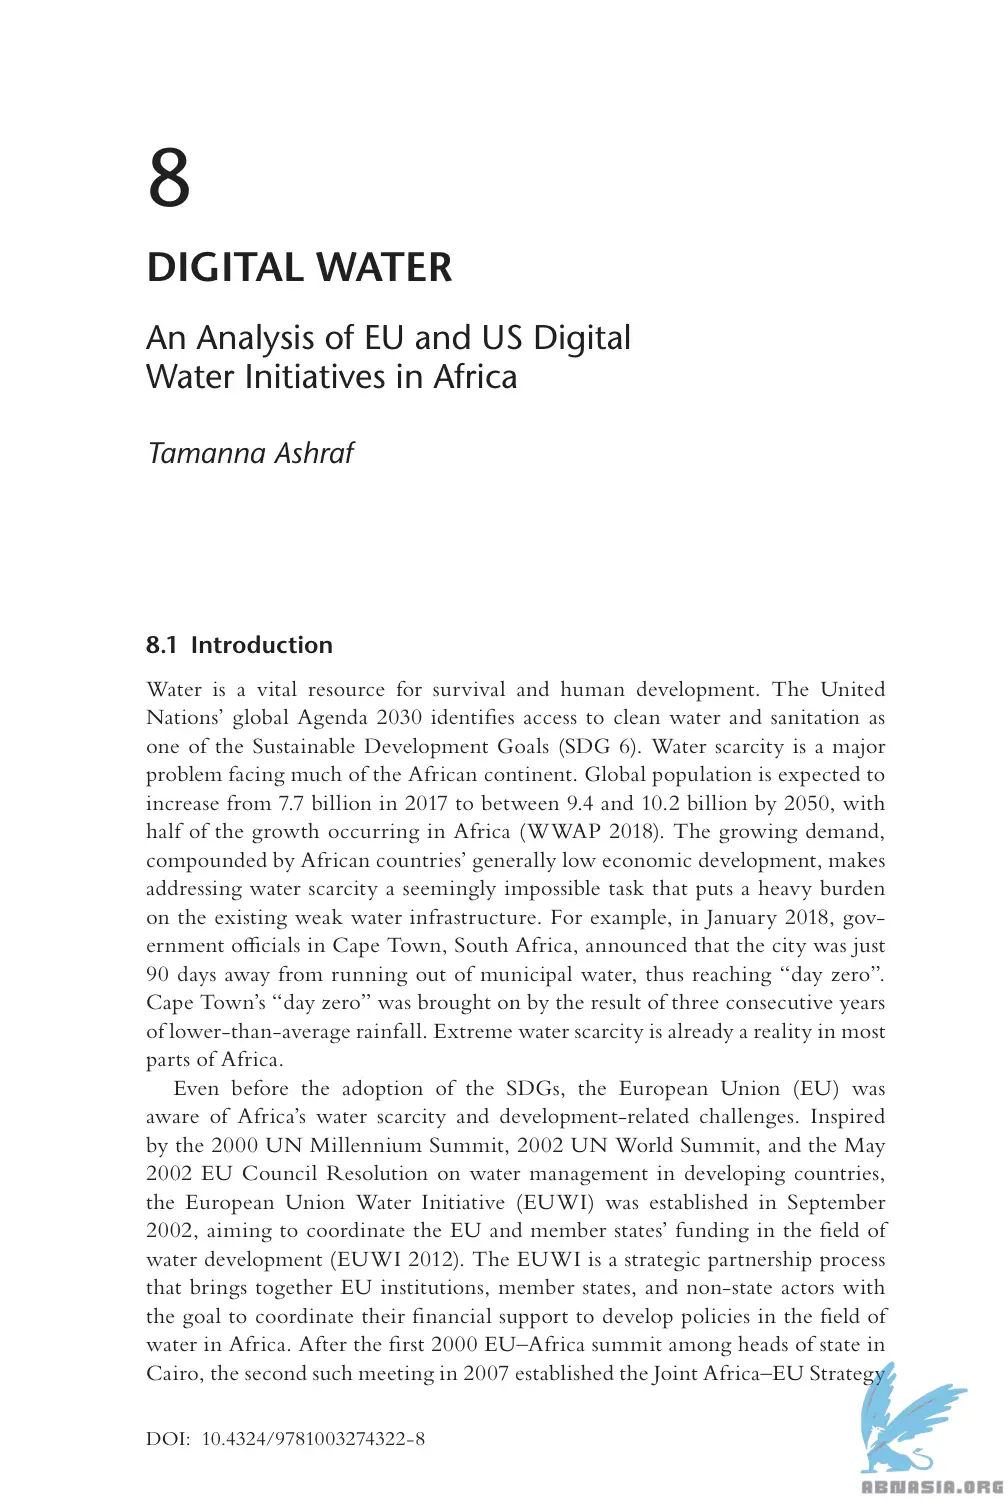 8
DIGITAL WATER
An Analysis of EU and US Digital
Water Initiatives in Africa
Tamanna Ashraf
8.1 Introduction
Water is a vital resource for survival and human development. The United
Nations’ global Agenda 2030 identifies access to clean water and sanitation as
one of the Sustainable Development Goals (SDG 6). Water scarcity is a major
problem facing much of the African continent. Global population is expected to
increase from 7.7 billion in 2017 to between 9.4 and 10.2 billion by 2050, with
half of the growth occurring in Africa (WWAP 2018). The growing demand,
compounded by African countries’ generally low economic development, makes
addressing water scarcity a seemingly impossible task that puts a heavy burden
on the existing weak water infrastructure. For example, in January 2018, gov-
ernment officials in Cape Town, South Africa, announced that the city was just
90 days away from running out of municipal water, thus reaching “day zero”.
Cape Town’s “day zero” was brought on by the result of three consecutive years
of lower-than-average rainfall. Extreme water scarcity is already a reality in most
parts of Africa.
Even before the adoption of the SDGs, the European Union (EU) was
aware of Africa’s water scarcity and development-related challenges. Inspired
by the 2000 UN Millennium Summit, 2002 UN World Summit, and the May
2002 EU Council Resolution on water management in developing countries,
the European Union Water Initiative (EUWI) was established in September
2002, aiming to coordinate the EU and member states’ funding in the field of
water development (EUWI 2012). The EUWI is a strategic partnership process
that brings together EU institutions, member states, and non-state actors with
the goal to coordinate their financial support to develop policies in the field of
water in Africa. After the first 2000 EU–Africa summit among heads of state in
Cairo, the second such meeting in 2007 established the Joint Africa–EU Strategy
DOI: 10.4324/9781003274322-8
ABNASIA.ORG